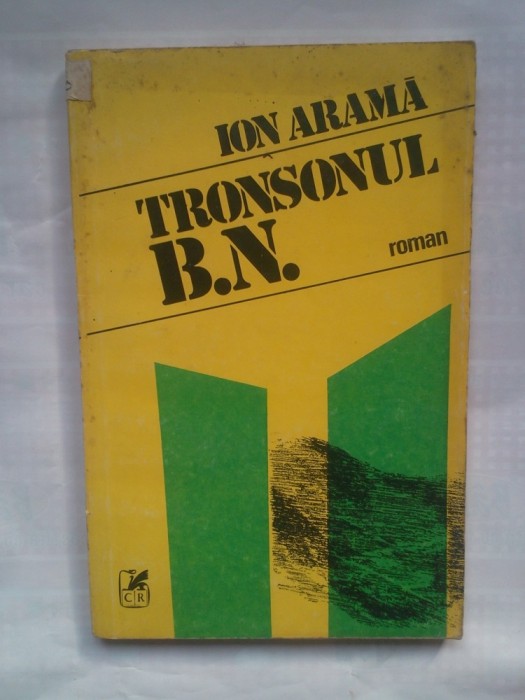 ION ARAMĂ
TRONSONUL
B.N.
roman
CR